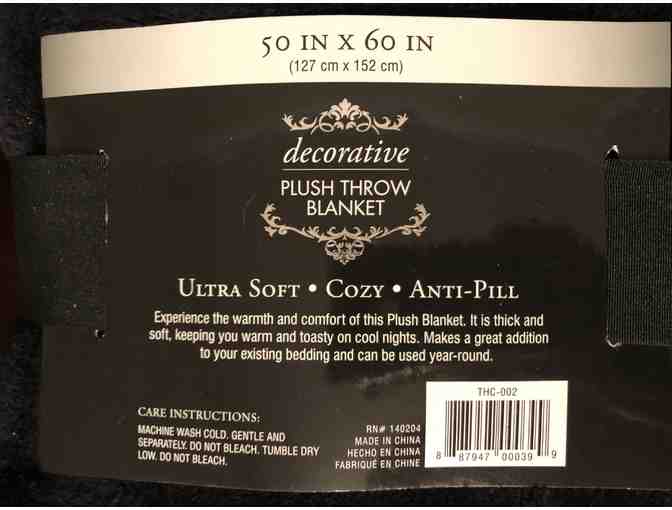 50 IN X 60 IN
(127 cm x 152 cm)
decorative
PLUSH THROW
BLANKET
ULTRA SOFT • COZY • ANTI-PILL
Experience the warmth and comfort of this Plush Blanket. It is thick and
soft, keeping you warm and toasty on cool nights. Makes a great addition
to your existing bedding and can be used year-round.
CARE INSTRUCTIONS:
MACHINE WASH COLD. GENTLE AND
SEPARATELY. DO NOT BLEACH. TUMBLE DRY
LOW. DO NOT BLEACH.
RN# 140204
MADE IN CHINA
HECHO EN CHINA
FABRIQUÉ EN CHINE
THC-002
8 87947 00039 9